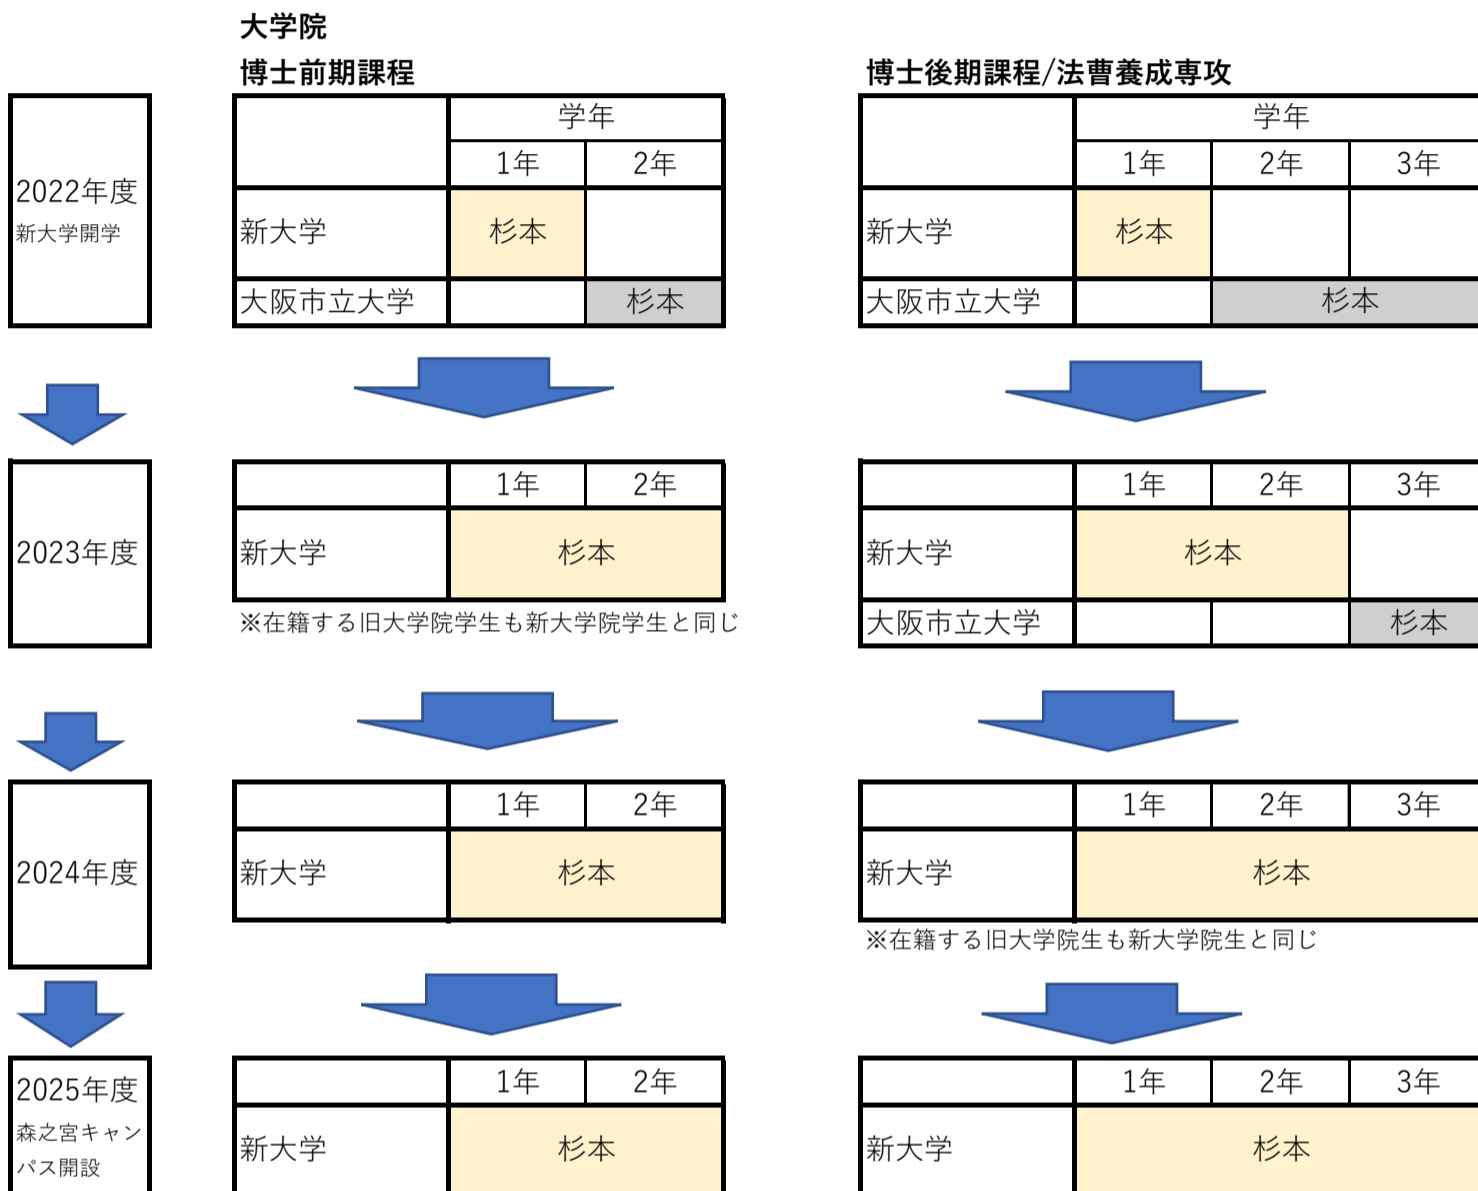 大学院
博士前期課程
博士後期課程/法曹養成専攻
2022年度
新大学開学
学年
1年 2年
新大学 杉本
大阪市立大学 杉本
学年
1年 2年 3年
新大学 杉本
大阪市立大学 杉本
2023年度
1年 2年
新大学 杉本
※在籍する旧大学院学生も新大学院学生と同じ
1年 2年 3年
新大学 杉本
大阪市立大学 杉本
2024年度
1年 2年
新大学 杉本
1年 2年 3年
新大学 杉本
※在籍する旧大学院生も新大学院生と同じ
2025年度
森之宮キャン
パス開設
1年 2年
新大学 杉本
1年 2年 3年
新大学 杉本